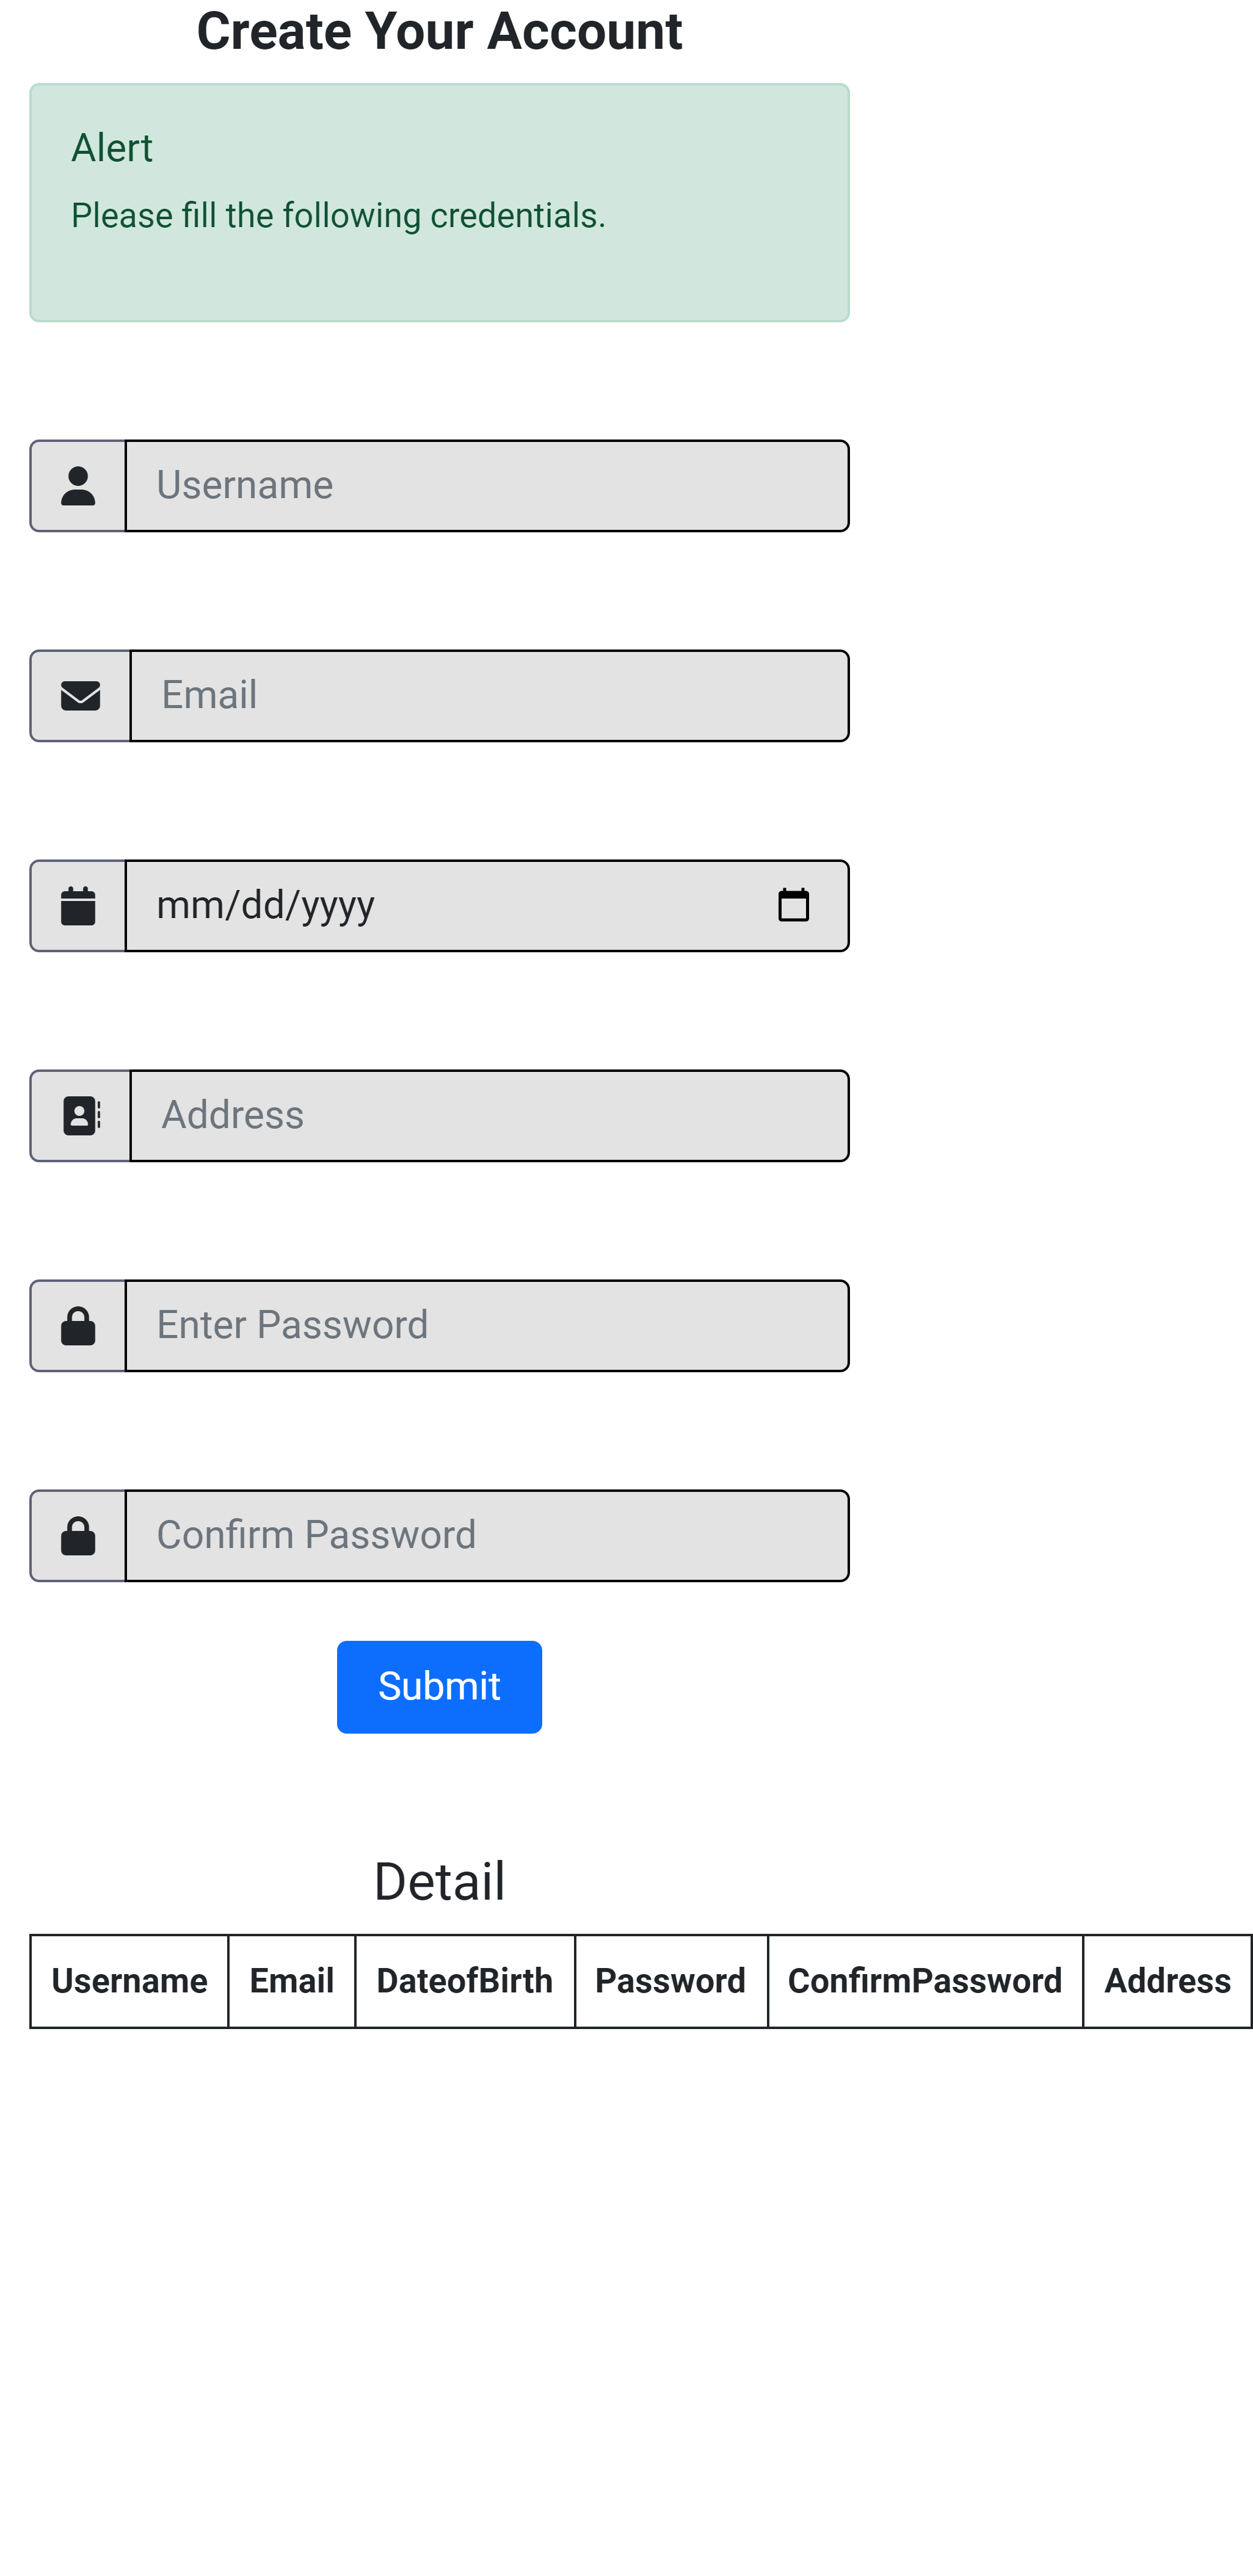 Create Your Account
Alert
Please fill the following credentials.
Username
Email
mm/dd/yyyy
Address
Enter Password
Confirm Password
Submit
Detail
Username Email DateofBirth Password ConfirmPassword Address